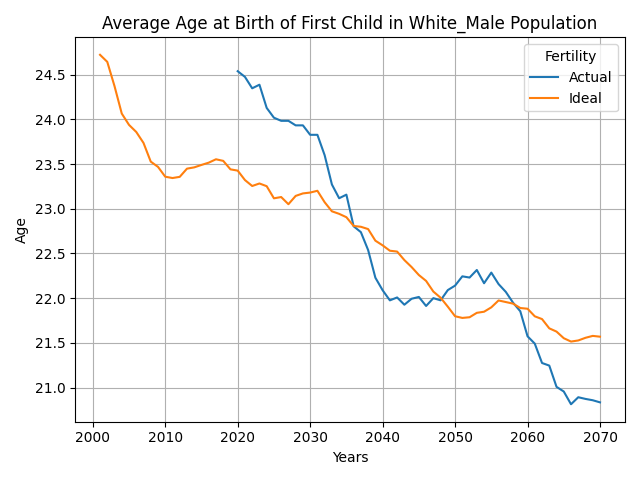 Average Age at Birth of First Child in White_Male Population
Fertility
Actual
Ideal
24.5
24.0
23.5
23.0
22.5
22.0
21.5
21.0
Age
2000 2010 2020 2030 2040 2050 2060 2070
Years